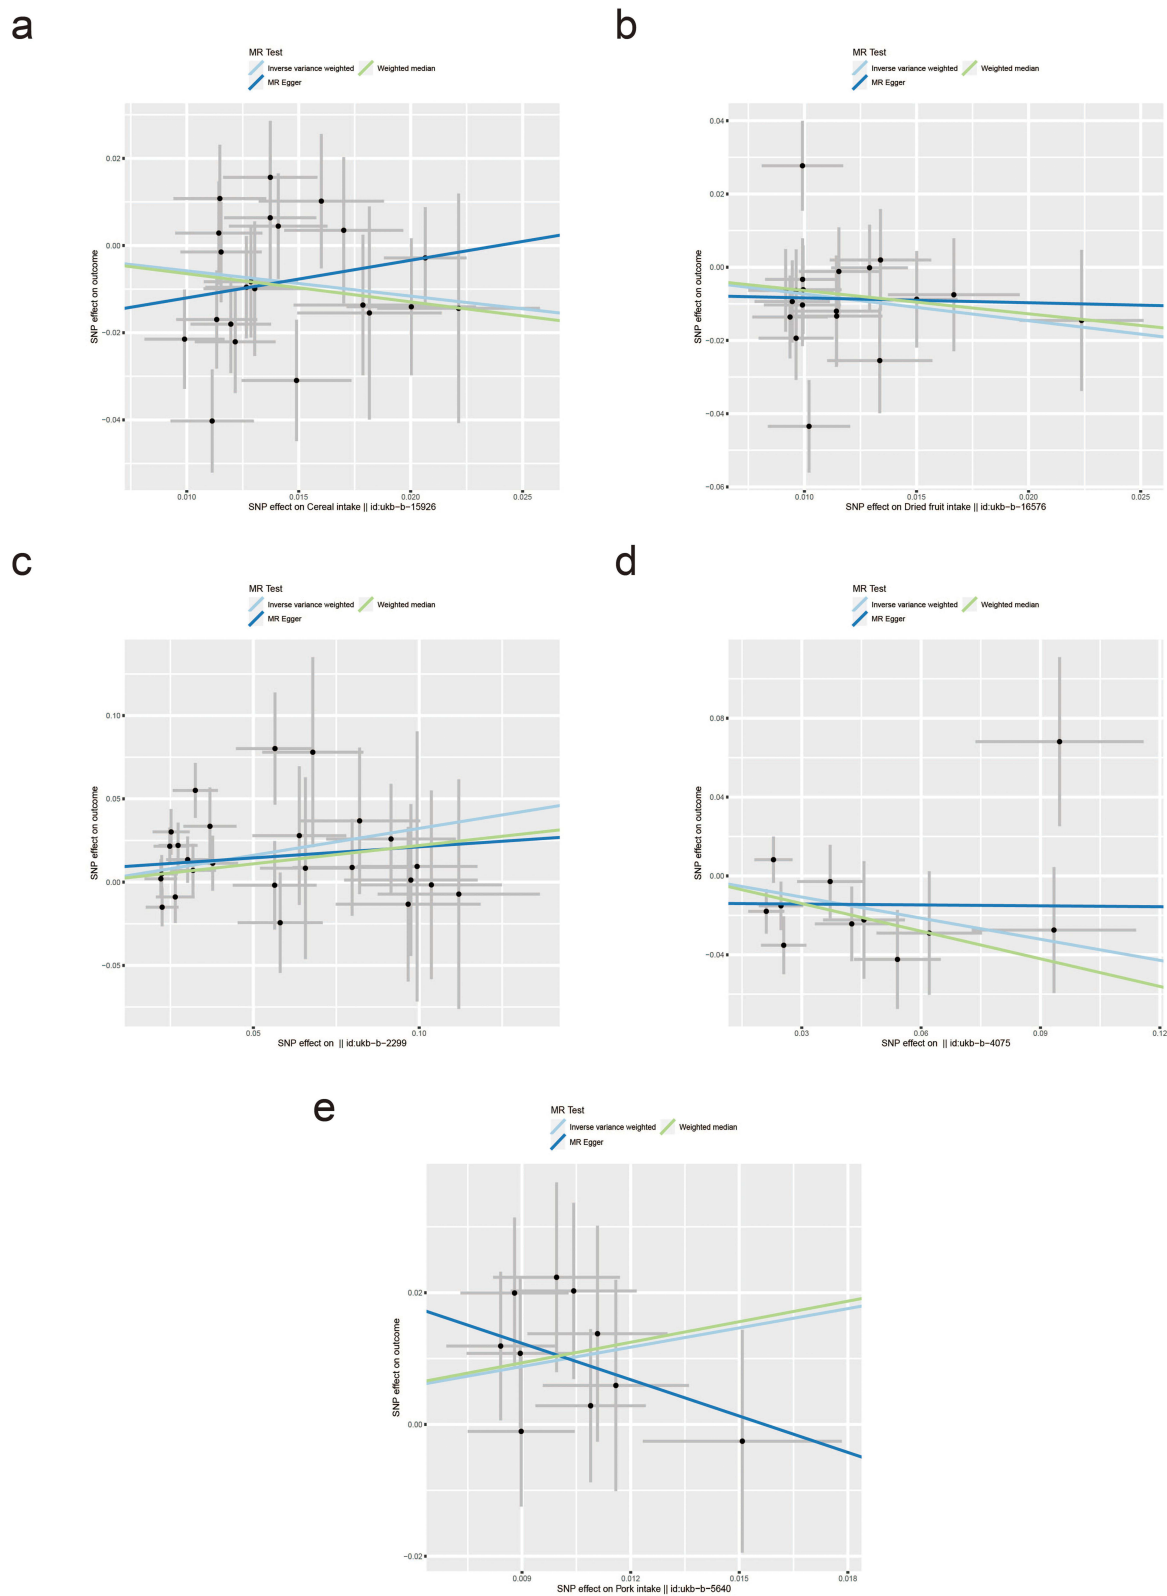 a
MR Test
Inverse variance weighted
Weighted median
MR Egger
0.02
0.00
−0.02
−0.04
SNP effect on outcome
0.010
0.015
0.020
0.025
SNP effect on Cereal intake || id:ukb-b-15926
b
MR Test
Inverse variance weighted
Weighted median
MR Egger
0.04
0.02
0.00
−0.02
−0.04
−0.06
SNP effect on outcome
0.010
0.015
0.020
0.025
SNP effect on Dried fruit intake || id:ukb-b-16576
c
MR Test
Inverse variance weighted
Weighted median
MR Egger
0.10
0.05
0.00
−0.05
SNP effect on outcome
0.05
0.10
SNP effect on || id:ukb-b-2299
d
MR Test
Inverse variance weighted
Weighted median
MR Egger
0.08
0.04
0.00
−0.04
SNP effect on outcome
0.03
0.06
0.09
0.12
SNP effect on || id:ukb-b-4075
e
MR Test
Inverse variance weighted
Weighted median
MR Egger
0.02
0.00
−0.02
SNP effect on outcome
0.009
0.012
0.015
0.018
SNP effect on Pork intake || id:ukb-b-5640